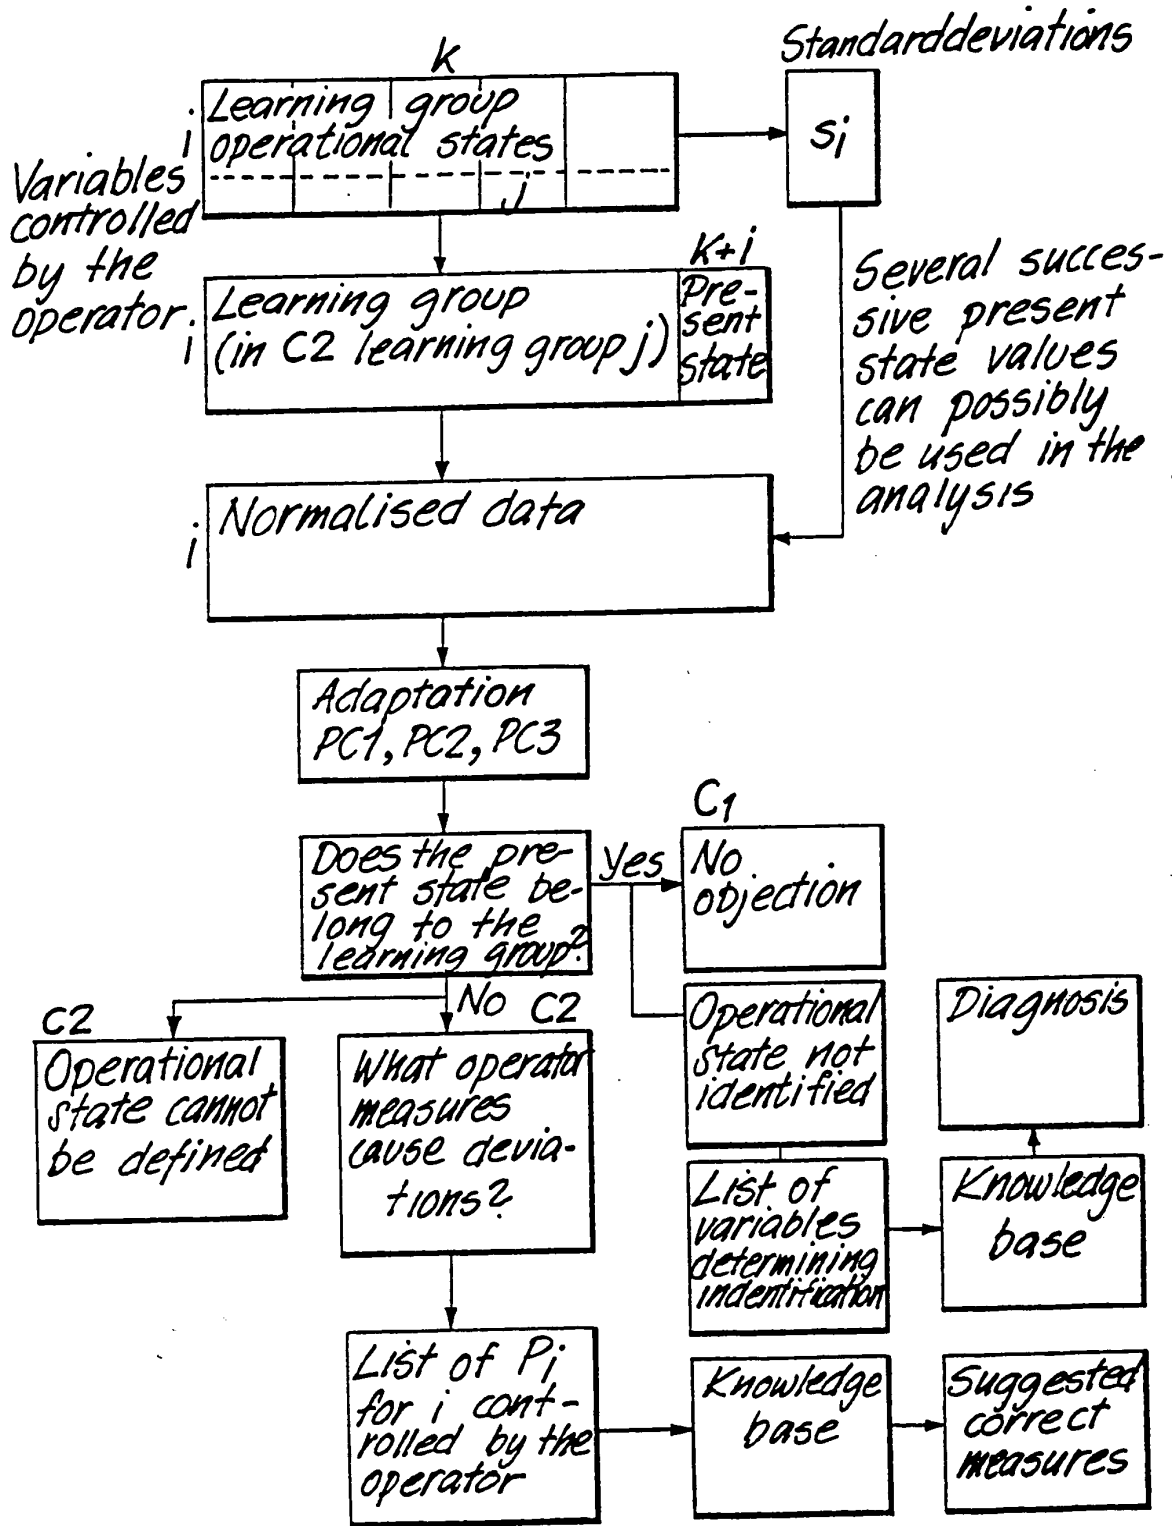 Standarddeviations
k
i
Learning group
operational states
j
si
Variables
controlled
by the
operator
k+i
i
Learning group
(in C2 learning group j)
Pre-
sent
state
Several succes-
sive present
state values
can possibly
be used in the
analysis
i
Normalised data
Adaptation
PC1, PC2, PC3
Does the pre-
sent state be-
long to the
learning group?
Yes
C1
No
objection
No
C2
Operational
state cannot
be defined
C2
What operator
measures
cause devia-
tions?
Operational
state not
identified
Diagnosis
List of
variables
determining
indentification
Knowledge
base
List of Pi
for i cont-
rolled by the
operator
Knowledge
base
Suggested
correct
measures